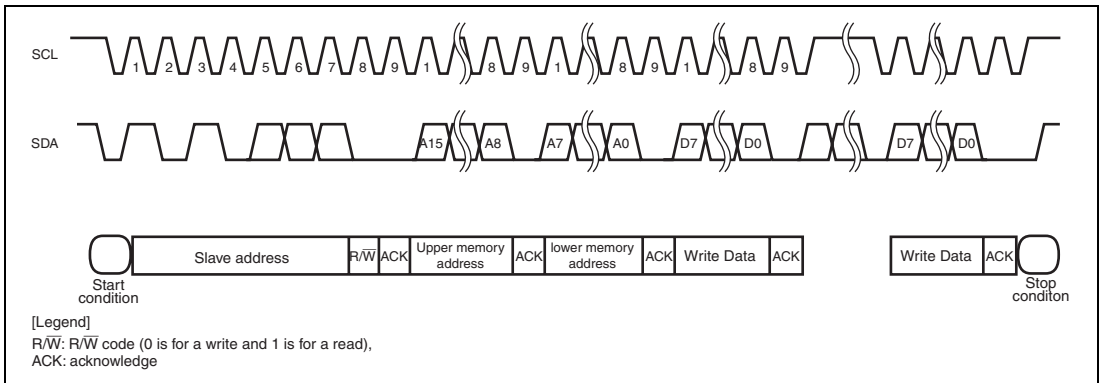 SCL
1 2 3 4 5 6 7 8 9 1 8 9 1 8 9 1 8 9
SDA
A15 A8 A7 A0 D7 D0 D7 D0
Slave address R/W̅ ACK Upper memory address ACK lower memory address ACK Write Data ACK Write Data ACK
Start condition
Stop conditon
[Legend]
R/W̅: R/W̅ code (0 is for a write and 1 is for a read),
ACK: acknowledge